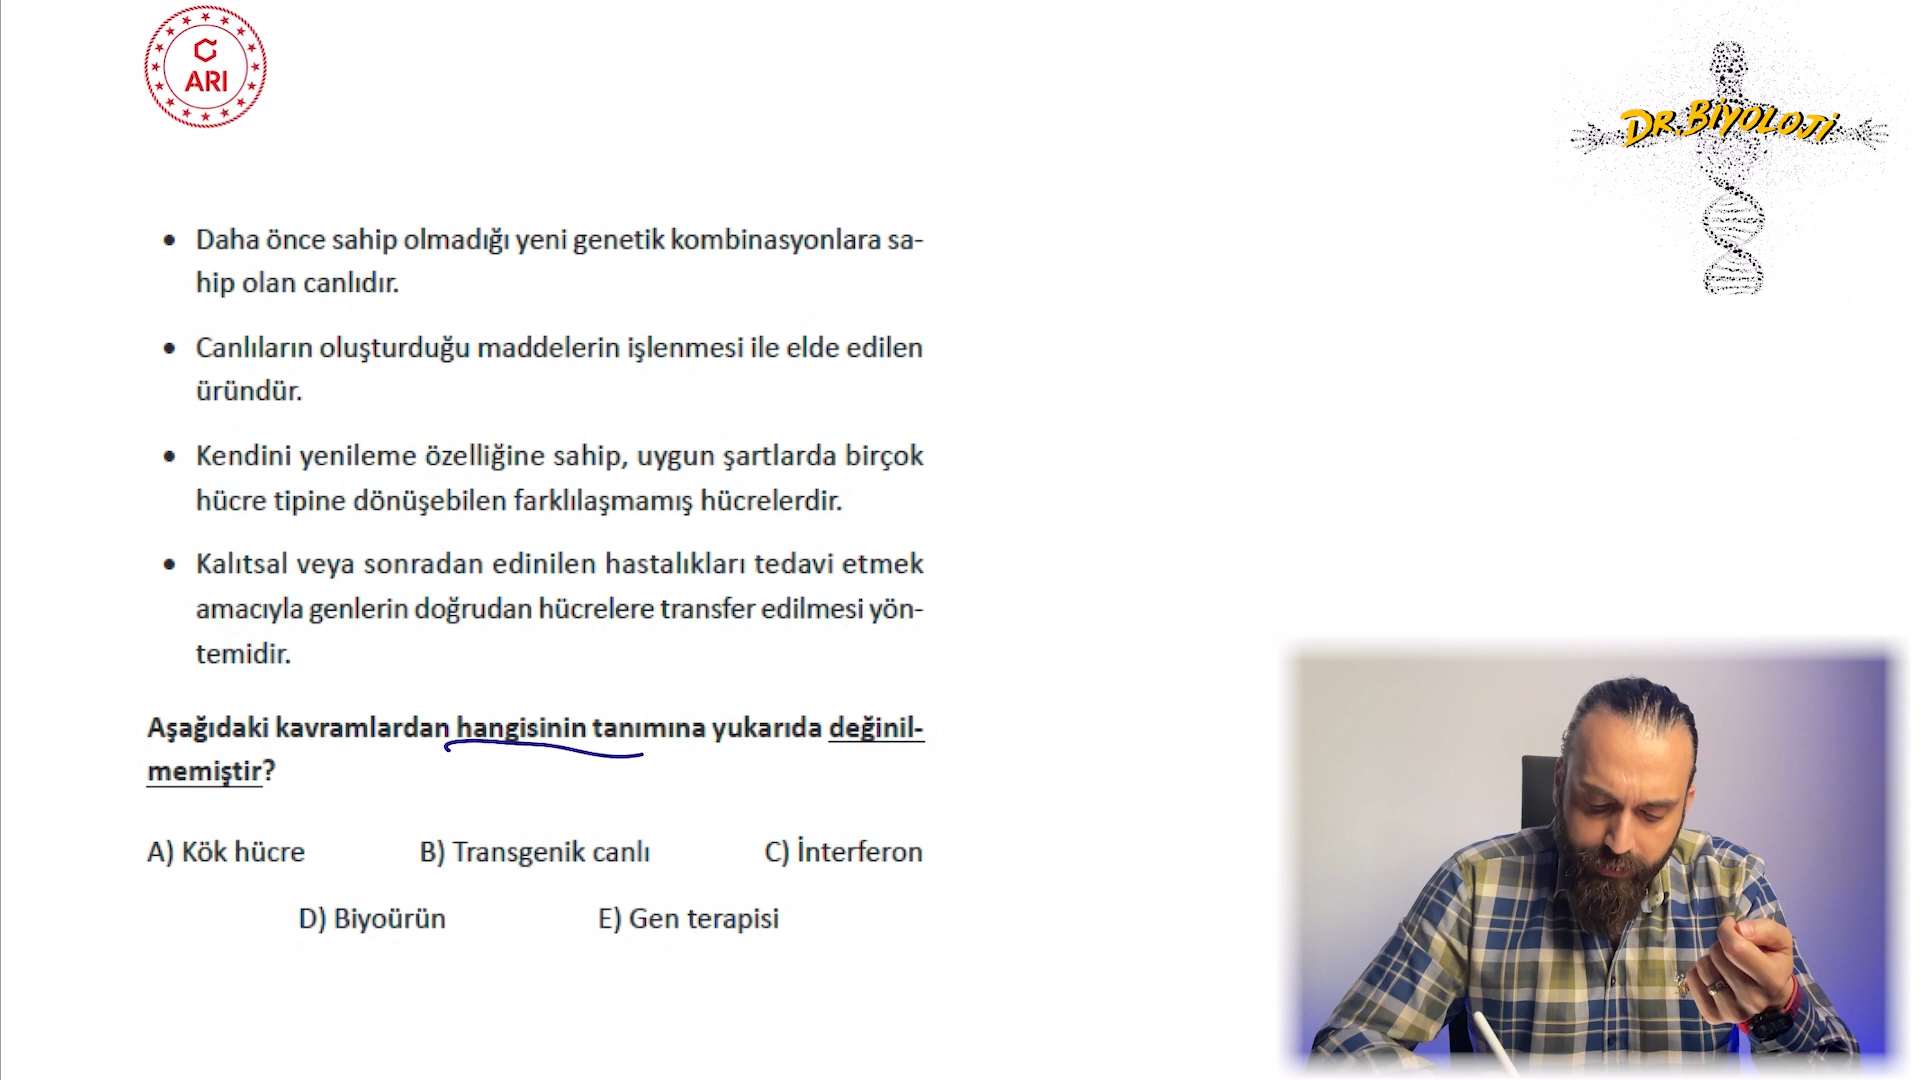 ARI
DR.BİYOLOJİ
• Daha önce sahip olmadığı yeni genetik kombinasyonlara sa-
hip olan canlıdır.
• Canlıların oluşturduğu maddelerin işlenmesi ile elde edilen
üründür.
• Kendini yenileme özelliğine sahip, uygun şartlarda birçok
hücre tipine dönüşebilen farklılaşmamış hücrelerdir.
• Kalıtsal veya sonradan edinilen hastalıkları tedavi etmek
amacıyla genlerin doğrudan hücrelere transfer edilmesi yön-
temidir.
Aşağıdaki kavramlardan hangisinin tanımına yukarıda değinil-
memiştir?
A) Kök hücre B) Transgenik canlı C) İnterferon
D) Biyoürün E) Gen terapisi